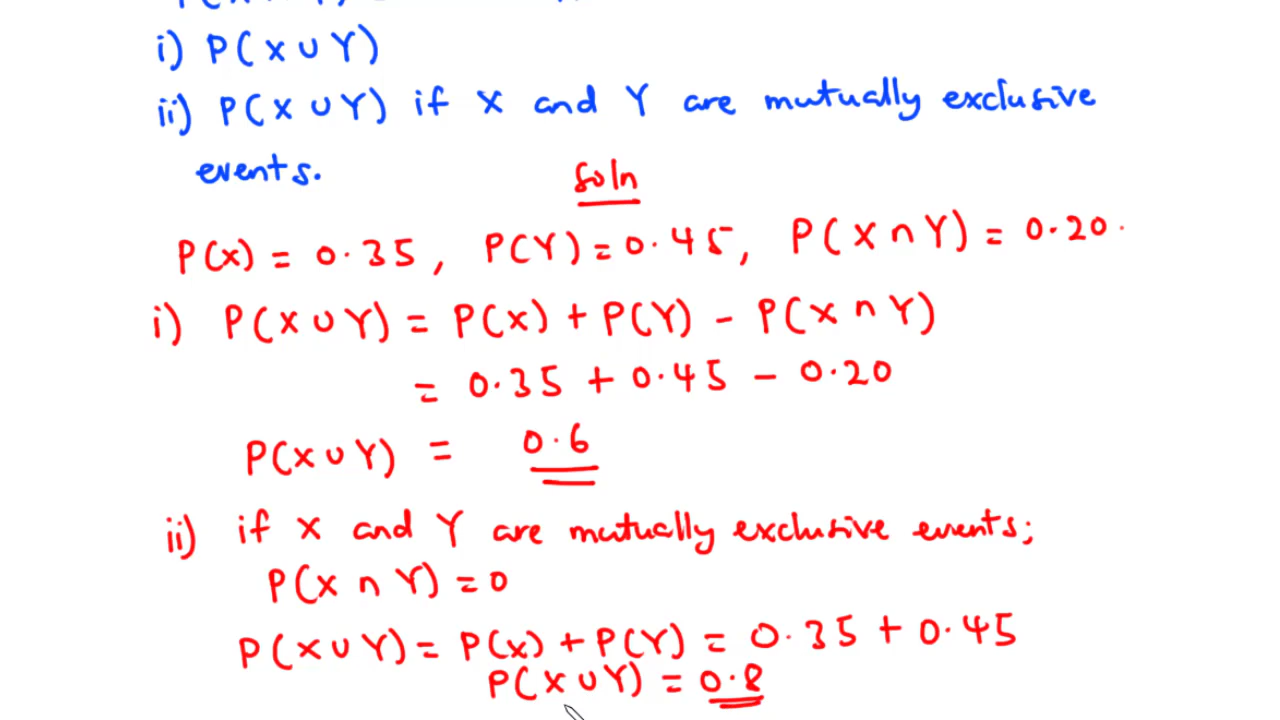 i) P(X ∪ Y)
ii) P(X ∪ Y) if X and Y are mutually exclusive
events.
Soln
P(X) = 0.35, P(Y) = 0.45, P(X ∩ Y) = 0.20.
i) P(X ∪ Y) = P(X) + P(Y) - P(X ∩ Y)
= 0.35 + 0.45 - 0.20
P(X ∪ Y) = 0.6
ii) if X and Y are mutually exclusive events;
P(X ∩ Y) = 0
P(X ∪ Y) = P(X) + P(Y) = 0.35 + 0.45
P(X ∪ Y) = 0.8